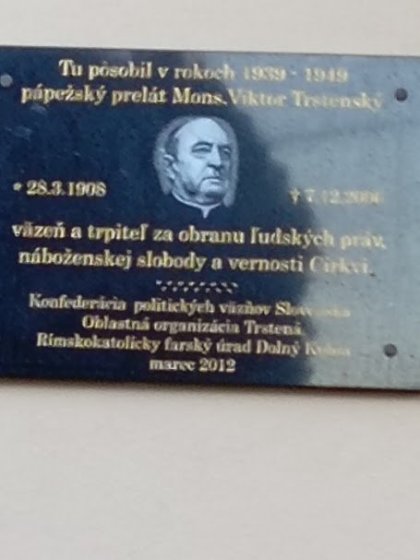 Tu pôsobil v rokoch 1939 - 1949
pápežský prelát Mons. Viktor Trstenský
* 28.3.1908
† 7.12.2006
väzeň a trpiteľ za obranu ľudských práv,
náboženskej slobody a vernosti Cirkvi.
Konfederácia politických väzňov Slovenska
Oblastná organizácia Trstená
Rímskokatolícky farský úrad Dolný Kubín
marec 2012